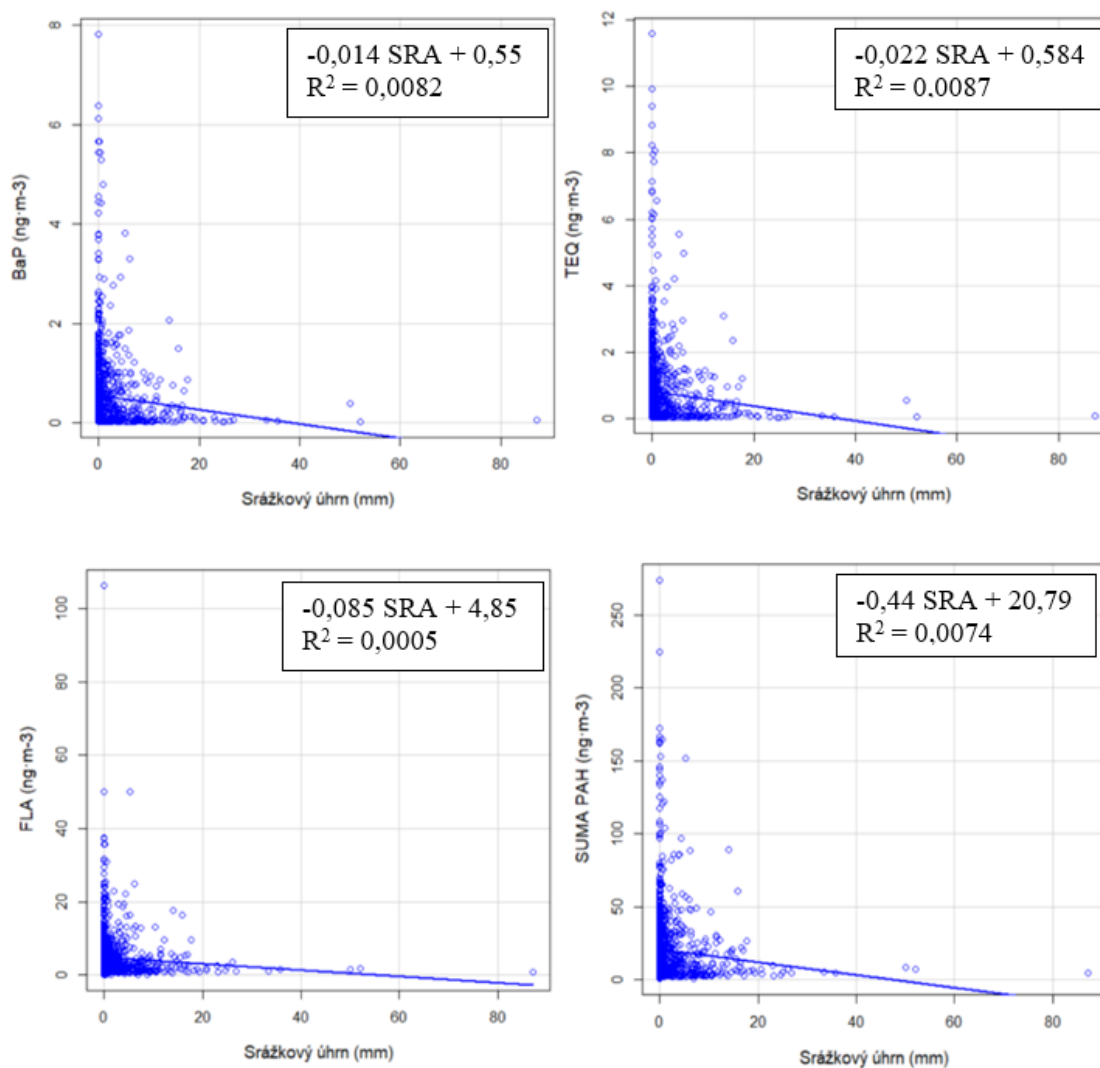 -0,014 SRA + 0,55
R² = 0,0082
BaP (ng·m-3)
8
6
4
2
0
0 20 40 60 80
Srážkový úhrn (mm)
-0,022 SRA + 0,584
R² = 0,0087
TEQ (ng·m-3)
12
10
8
6
4
2
0
0 20 40 60 80
Srážkový úhrn (mm)
-0,085 SRA + 4,85
R² = 0,0005
FLA (ng·m-3)
100
80
60
40
20
0
0 20 40 60 80
Srážkový úhrn (mm)
-0,44 SRA + 20,79
R² = 0,0074
SUMA PAH (ng·m-3)
250
200
150
100
50
0
0 20 40 60 80
Srážkový úhrn (mm)